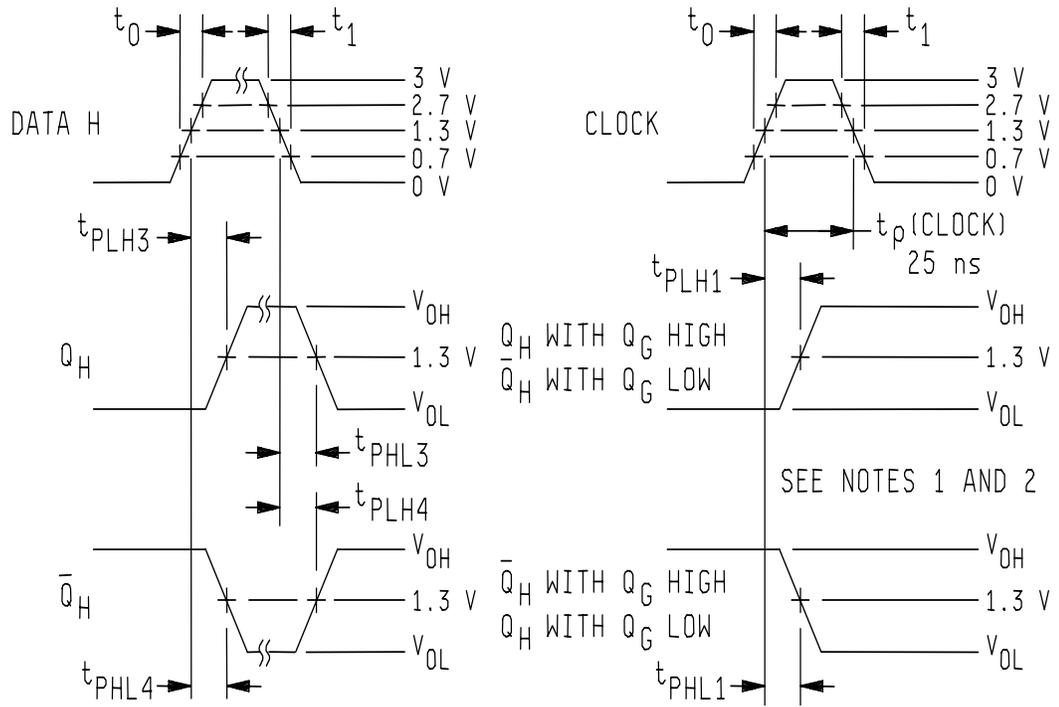 t0 t1
3 V
2.7 V
DATA H
1.3 V
0.7 V
0 V
tPLH3
VOH
QH
1.3 V
VOL
tPHL3
tPLH4
VOH
Q̅H
1.3 V
VOL
tPHL4
t0 t1
3 V
2.7 V
CLOCK
1.3 V
0.7 V
0 V
tp(CLOCK)
25 ns
tPLH1
VOH
QH WITH QG HIGH
1.3 V
Q̅H WITH QG LOW
VOL
SEE NOTES 1 AND 2
VOH
Q̅H WITH QG HIGH
1.3 V
QH WITH QG LOW
VOL
tPHL1